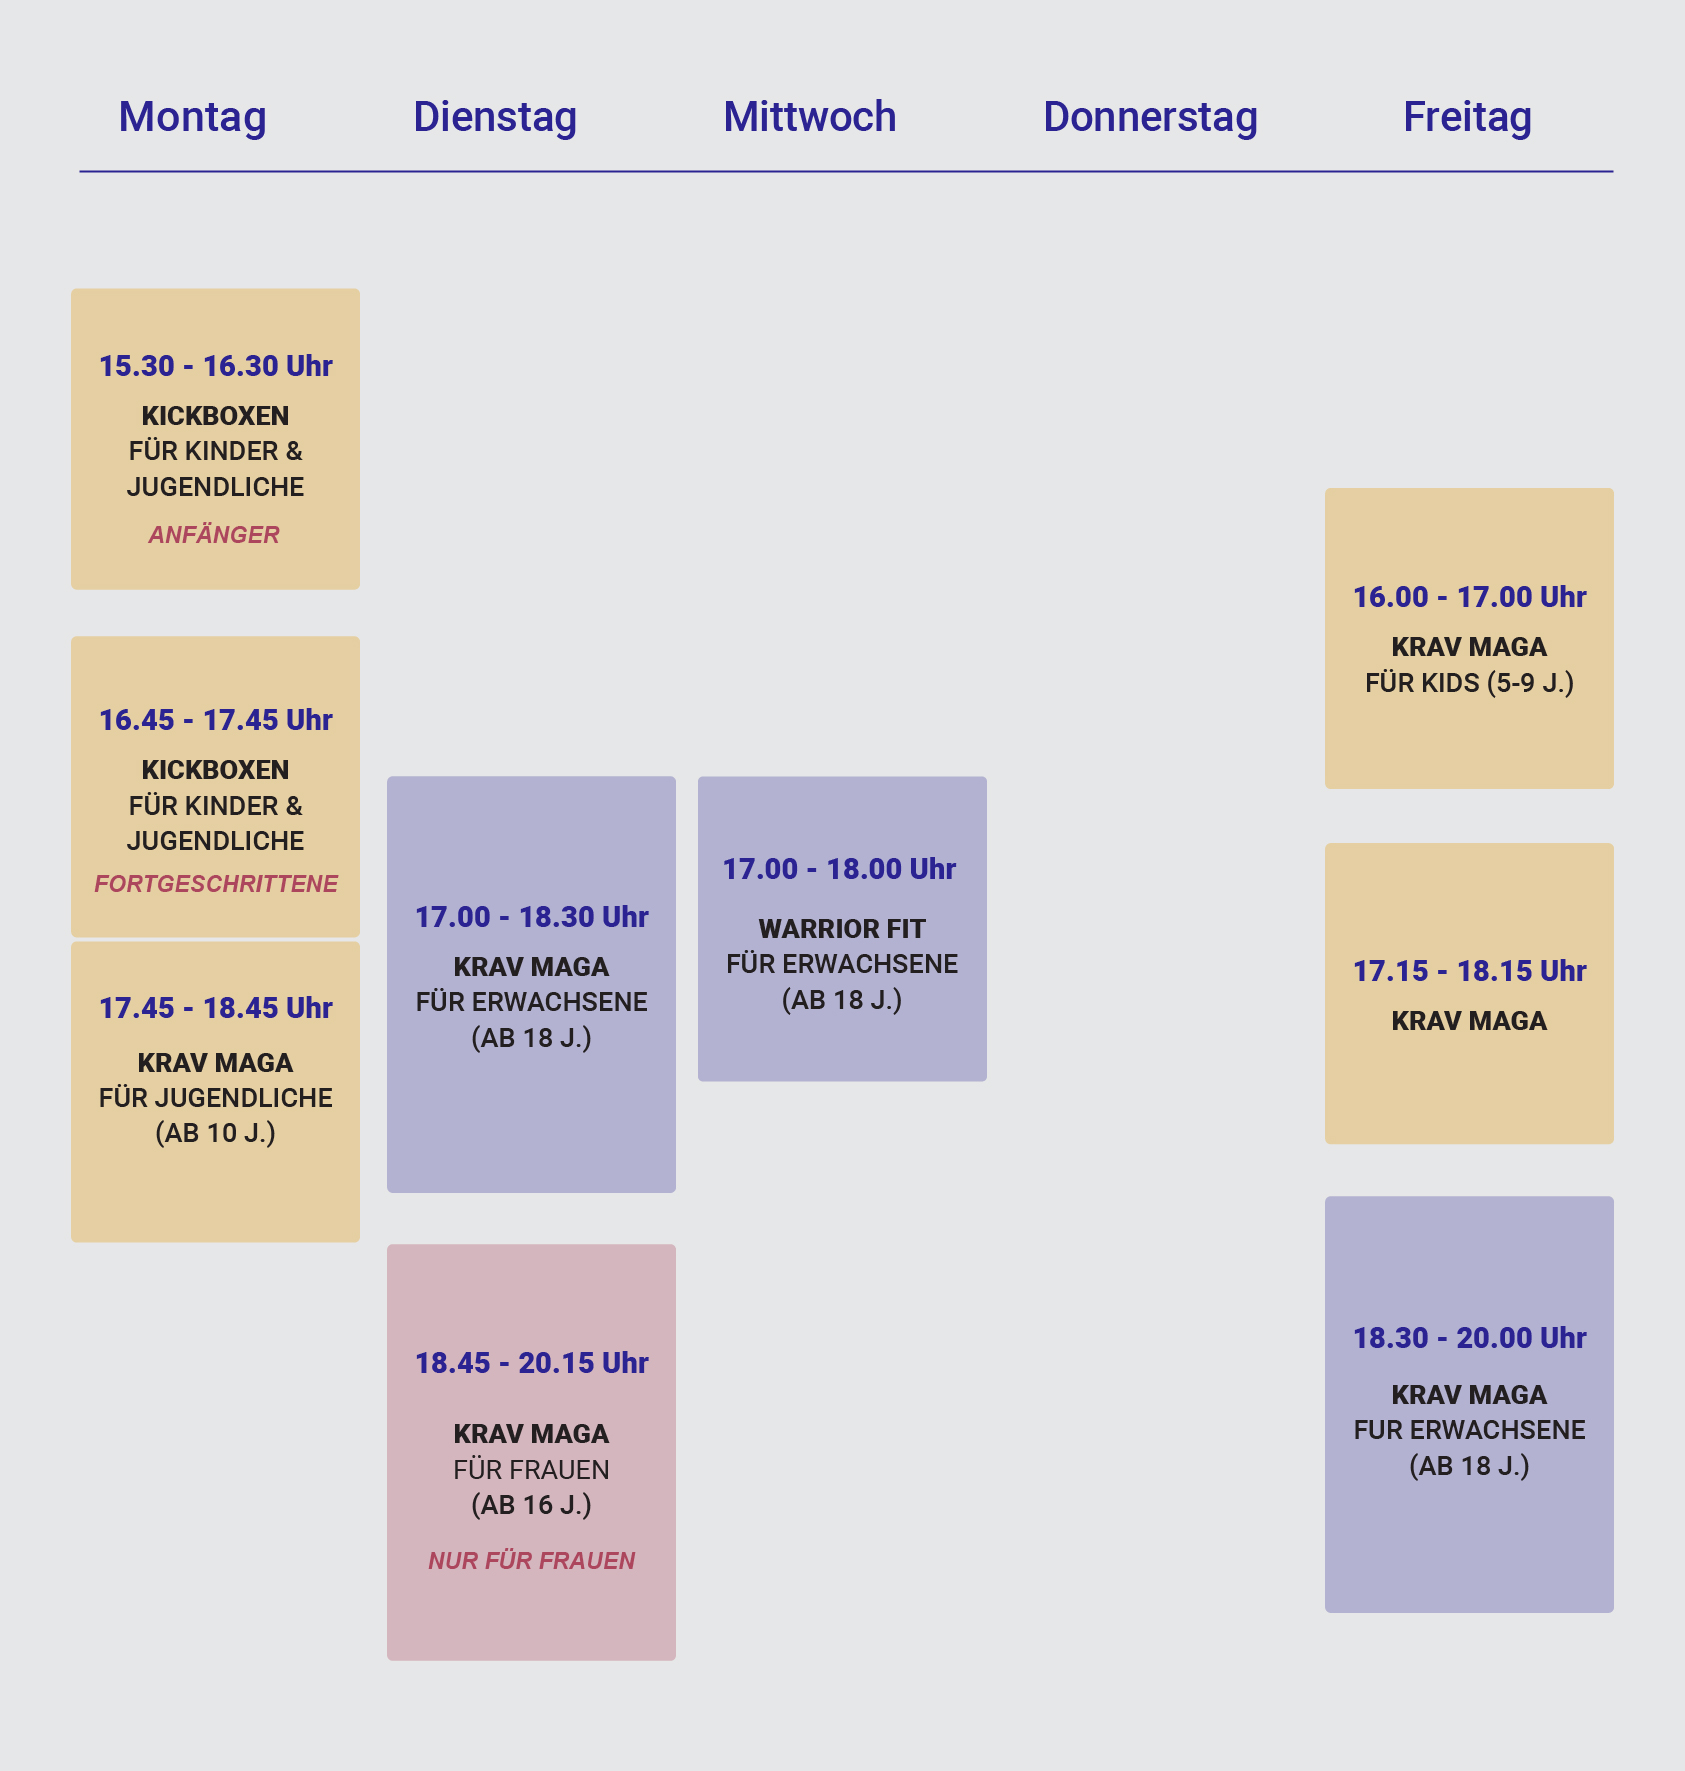 Montag
Dienstag
Mittwoch
Donnerstag
Freitag
15.30 - 16.30 Uhr
KICKBOXEN
FÜR KINDER &
JUGENDLICHE
ANFÄNGER
16.45 - 17.45 Uhr
KICKBOXEN
FÜR KINDER &
JUGENDLICHE
FORTGESCHRITTENE
17.45 - 18.45 Uhr
KRAV MAGA
FÜR JUGENDLICHE
(AB 10 J.)
17.00 - 18.30 Uhr
KRAV MAGA
FÜR ERWACHSENE
(AB 18 J.)
18.45 - 20.15 Uhr
KRAV MAGA
FÜR FRAUEN
(AB 16 J.)
NUR FÜR FRAUEN
17.00 - 18.00 Uhr
WARRIOR FIT
FÜR ERWACHSENE
(AB 18 J.)
16.00 - 17.00 Uhr
KRAV MAGA
FÜR KIDS (5-9 J.)
17.15 - 18.15 Uhr
KRAV MAGA
18.30 - 20.00 Uhr
KRAV MAGA
FUR ERWACHSENE
(AB 18 J.)